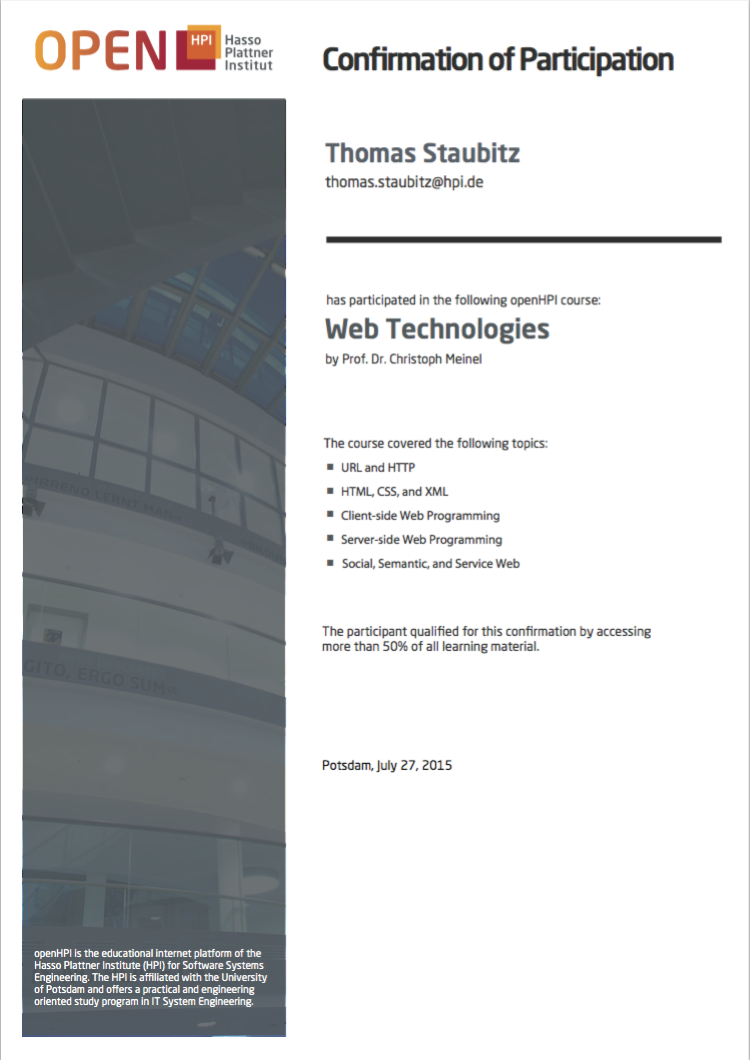 OPEN HPI Hasso
Plattner
Institut
Confirmation of Participation
Thomas Staubitz
thomas.staubitz@hpi.de
has participated in the following openHPI course:
Web Technologies
by Prof. Dr. Christoph Meinel
The course covered the following topics:
URL and HTTP
HTML, CSS, and XML
Client-side Web Programming
Server-side Web Programming
Social, Semantic, and Service Web
The participant qualified for this confirmation by accessing
more than 50% of all learning material.
Potsdam, July 27, 2015
LERNT MAN
GITO, ERGO SUM
openHPI is the educational internet platform of the
Hasso Plattner Institute (HPI) for Software Systems
Engineering. The HPI is affiliated with the University
of Potsdam and offers a practical and engineering
oriented study program in IT System Engineering.